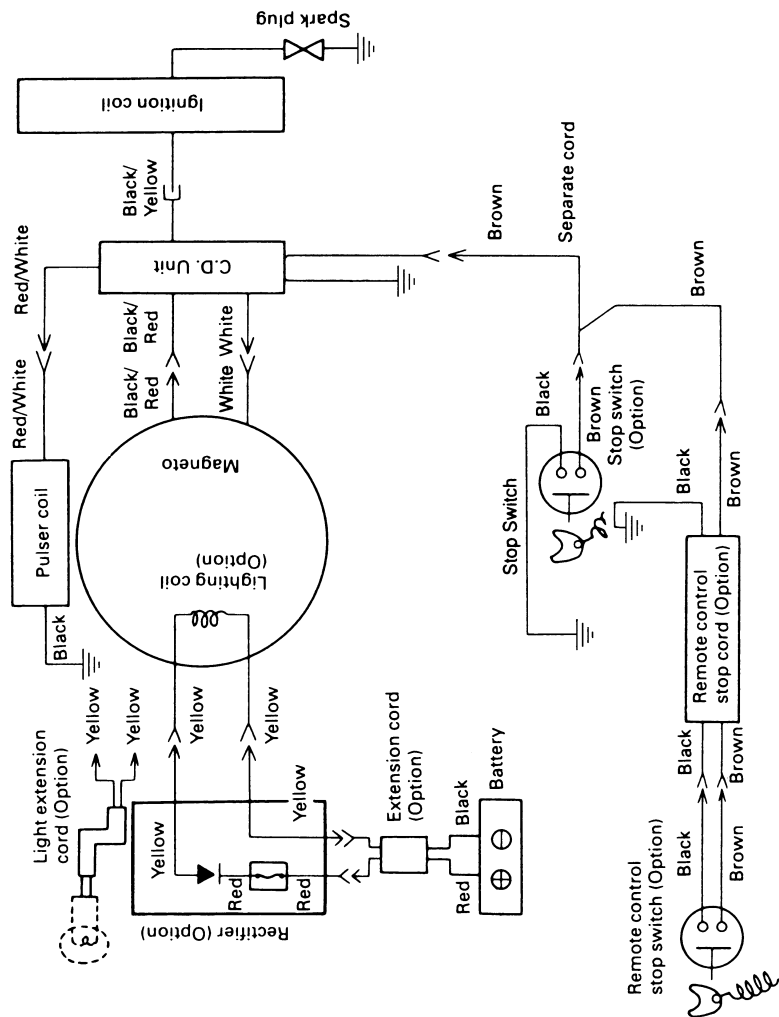 Spark plug
Ignition coil
Black/
Yellow
C.D. Unit
Red/White
Red/White
Black/
Red
Black/
Red
White
White
Magneto
Lighting coil
(Option)
Pulser coil
Black
Brown
Separate cord
Brown
Black
Brown
Stop switch
(Option)
Stop Switch
Black
Brown
Remote control
stop cord (Option)
Black
Brown
Black
Brown
Remote control
stop switch (Option)
Yellow
Yellow
Light extension
cord (Option)
Yellow
Yellow
Yellow
Yellow
Red
Red
Rectifier (Option)
Extension cord
(Option)
Black
Red
Battery